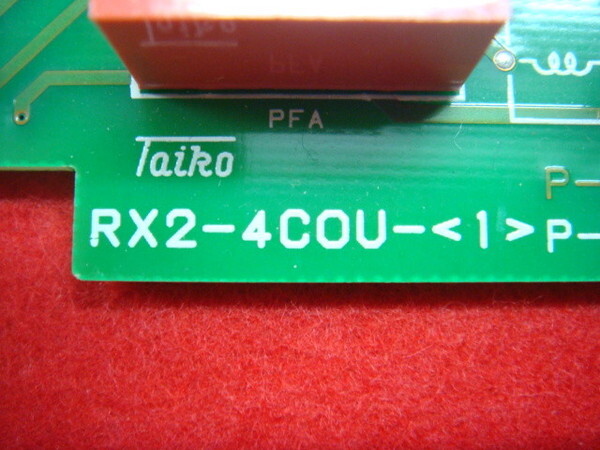 PFA
Taiko
P-
RX2-4COU-<1> P-